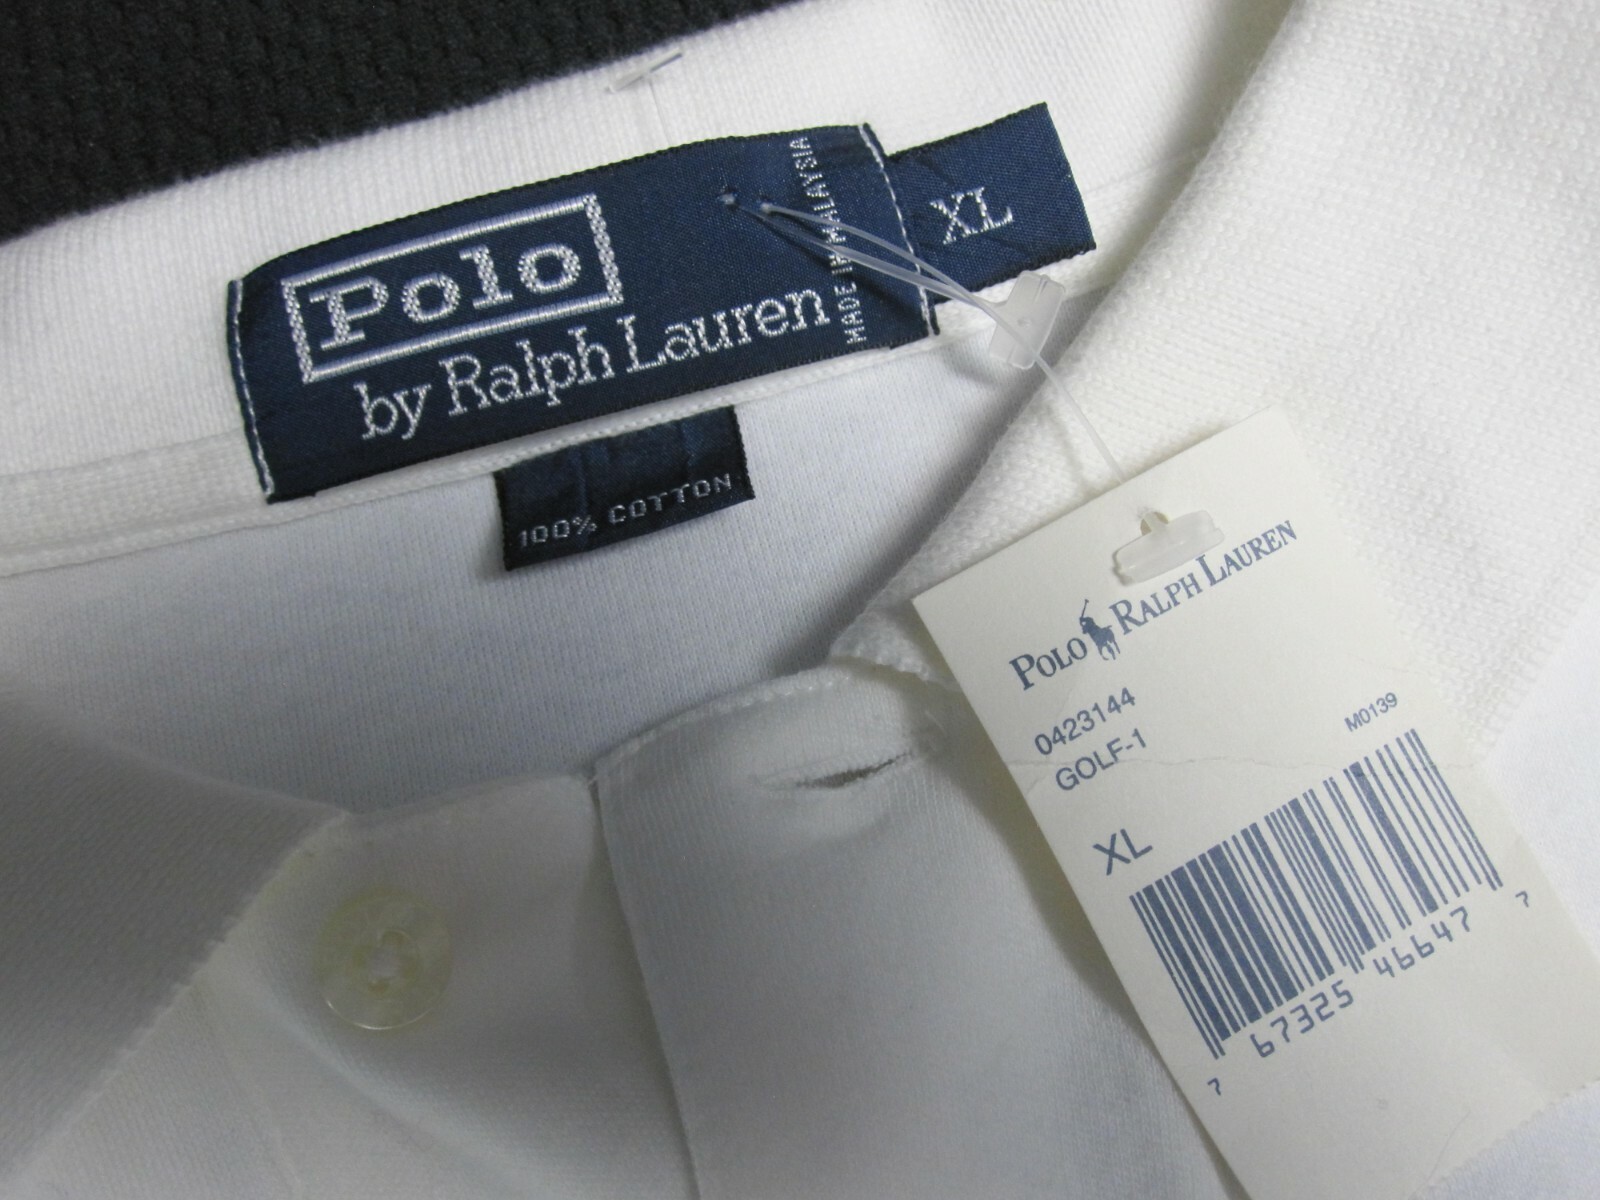 Polo
by Ralph Lauren
MADE IN MALAYSIA
XL
100% COTTON
POLO RALPH LAUREN
0423144
M0139
GOLF-1
XL
7 67325 46647 7